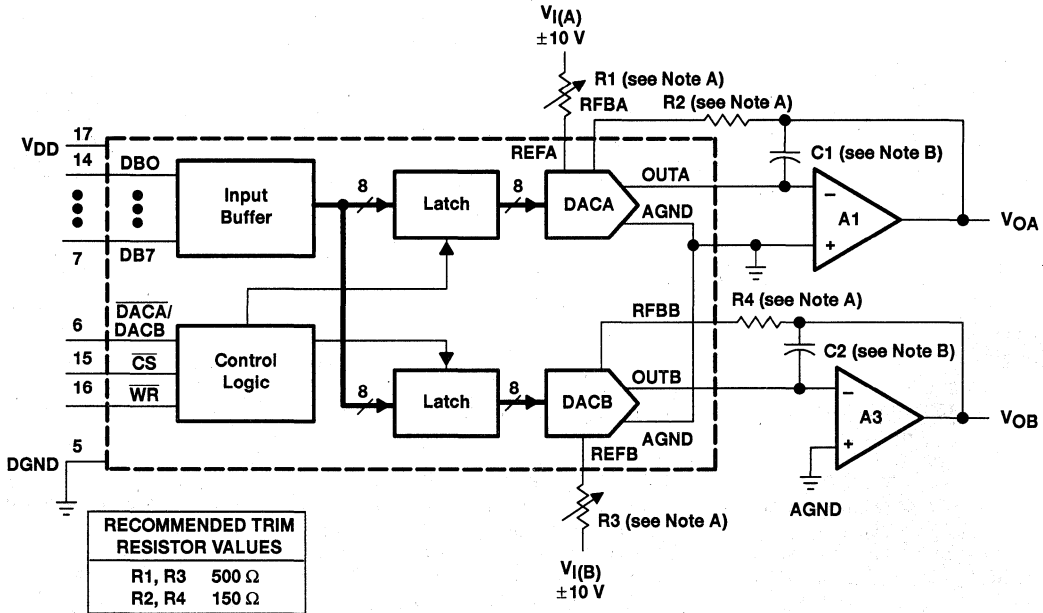 VI(A)
±10 V
R1 (see Note A)
RFBA
R2 (see Note A)
C1 (see Note B)
VDD
17
14
DBO
7
DB7
Input
Buffer
8
Latch
8
REFA
DACA
OUTA
AGND
A1
−
+
VOA
6
DACA/
DACB
15
CS
16
WR
Control
Logic
8
Latch
8
DACB
RFBB
R4 (see Note A)
C2 (see Note B)
OUTB
AGND
REFB
A3
−
+
VOB
AGND
5
DGND
R3 (see Note A)
VI(B)
±10 V
RECOMMENDED TRIM
RESISTOR VALUES
R1, R3 500 Ω
R2, R4 150 Ω